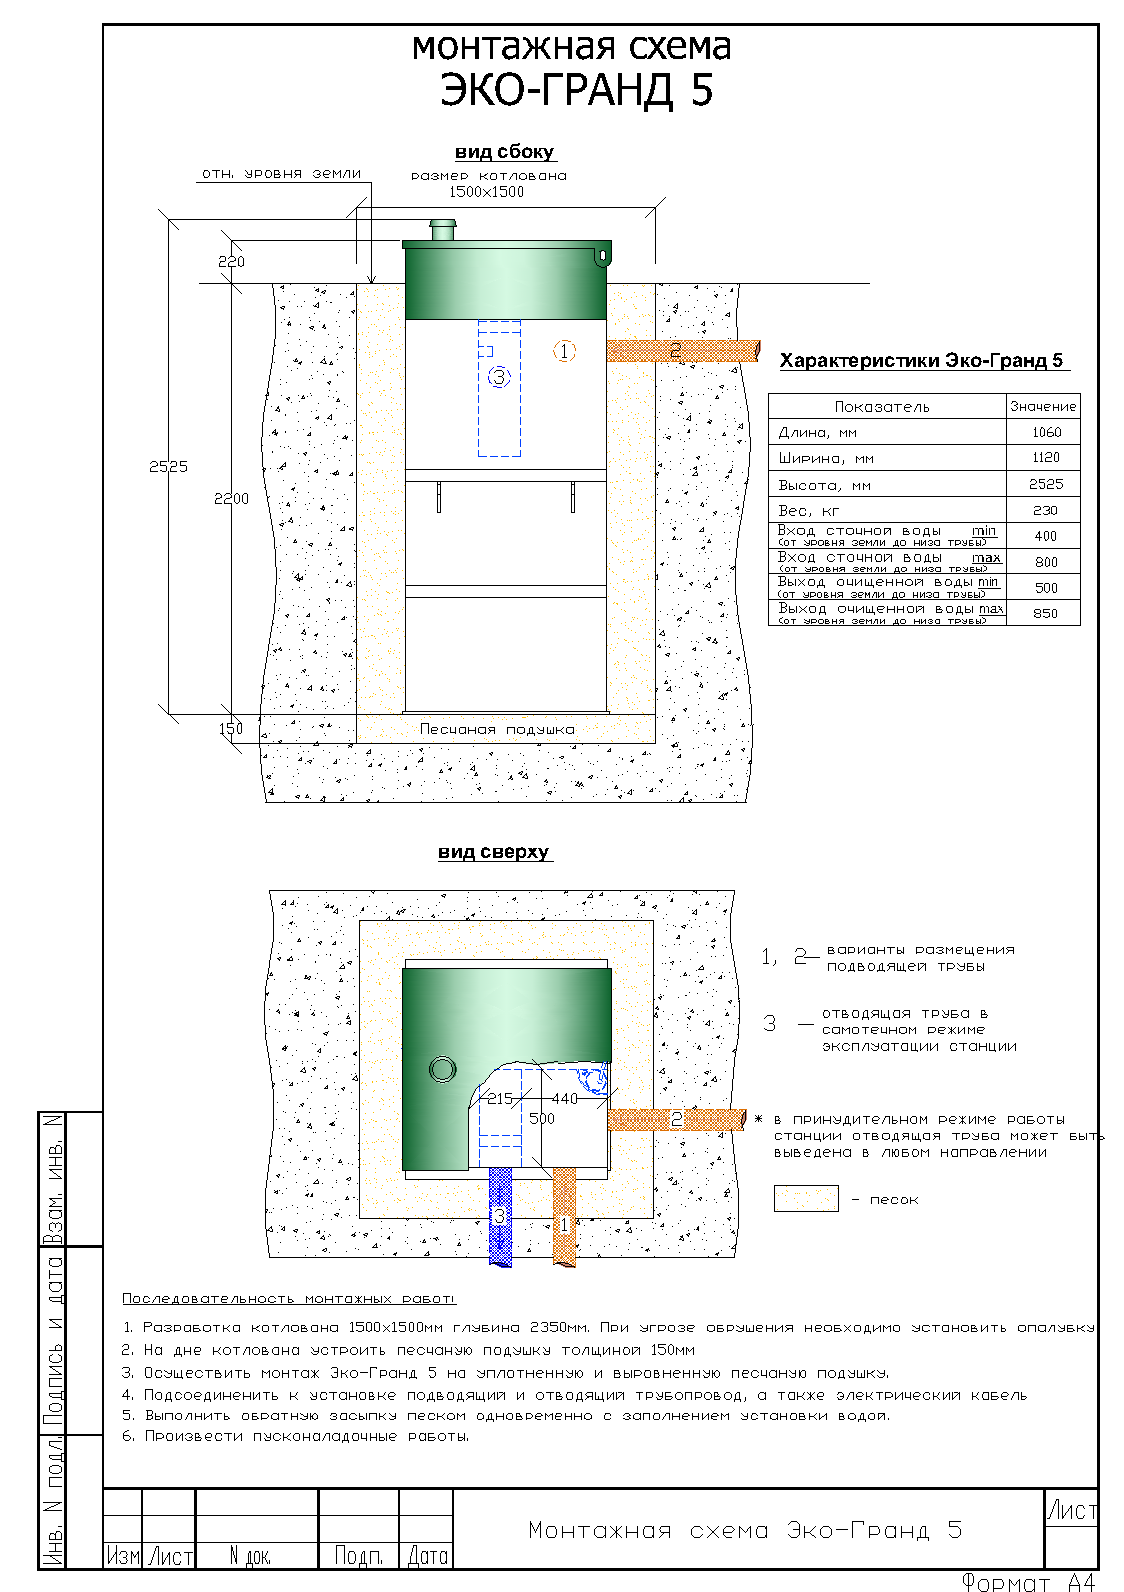 монтажная схема
ЭКО-ГРАНД 5
вид сбоку
отн. уровня земли
размер котлована
1500х1500
220
1
2
3
2525
2200
150
Песчаная подушка
Характеристики Эко-Гранд 5
Показатель Значение
Длина, мм 1060
Ширина, мм 1120
Высота, мм 2525
Вес, кг 230
Вход сточной воды min 400
(от уровня земли до низа трубы)
Вход сточной воды max 800
(от уровня земли до низа трубы)
Выход очищенной воды min 500
(от уровня земли до низа трубы)
Выход очищенной воды max 850
(от уровня земли до низа трубы)
вид сверху
215
440
500
2
3
1
1, 2— варианты размещения
подводящей трубы
3 — отводящая труба в
самотечном режиме
эксплуатации станции
* в принудительном режиме работы
станции отводящая труба может быть
выведена в любом направлении
- песок
Последовательность монтажных работ:
1. Разработка котлована 1500х1500мм глубина 2350мм. При угрозе обрушения необходимо установить опалубку
2. На дне котлована устроить песчаную подушку толщиной 150мм
3. Осуществить монтаж Эко-Гранд 5 на уплотненную и выровненную песчаную подушку.
4. Подсоединить к установке подводящий и отводящий трубопровод, а также электрический кабель
5. Выполнить обратную засыпку песком одновременно с заполнением установки водой.
6. Произвести пусконаладочные работы.
Взам. инв. N
Подпись и дата
Инв. N подл.
Изм Лист N док. Подп. Дата
Монтажная схема Эко-Гранд 5
Лист
Формат А4